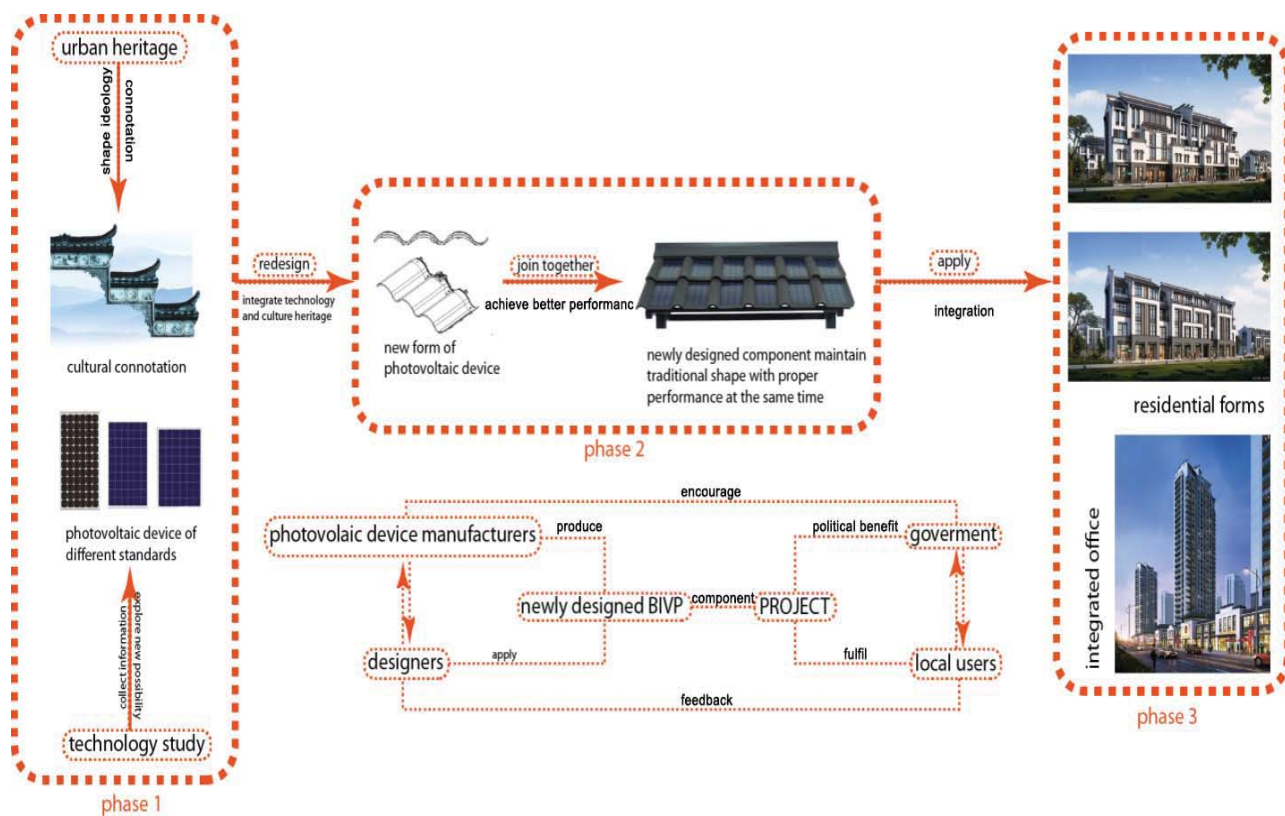 urban heritage
shape ideology
connotation
cultural connotation
photovoltaic device of
different standards
collect information
explore new possibility
technology study
phase 1
redesign
integrate technology
and culture heritage
new form of
photovoltaic device
join together
achieve better performanc
newly designed component maintain
traditional shape with proper
performance at the same time
phase 2
apply
integration
residential forms
integrated office
phase 3
encourage
photovolaic device manufacturers
produce
political benefit
goverment
newly designed BIVP
component
PROJECT
designers
apply
fulfil
local users
feedback